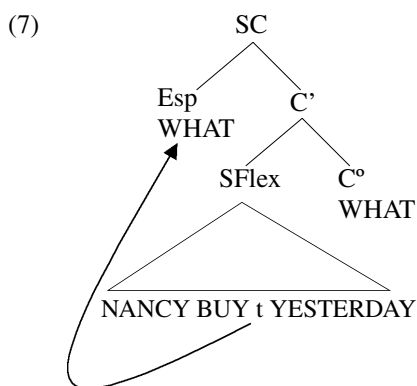 (7) SC
Esp C’
WHAT
SFlex Cº
WHAT
NANCY BUY t YESTERDAY